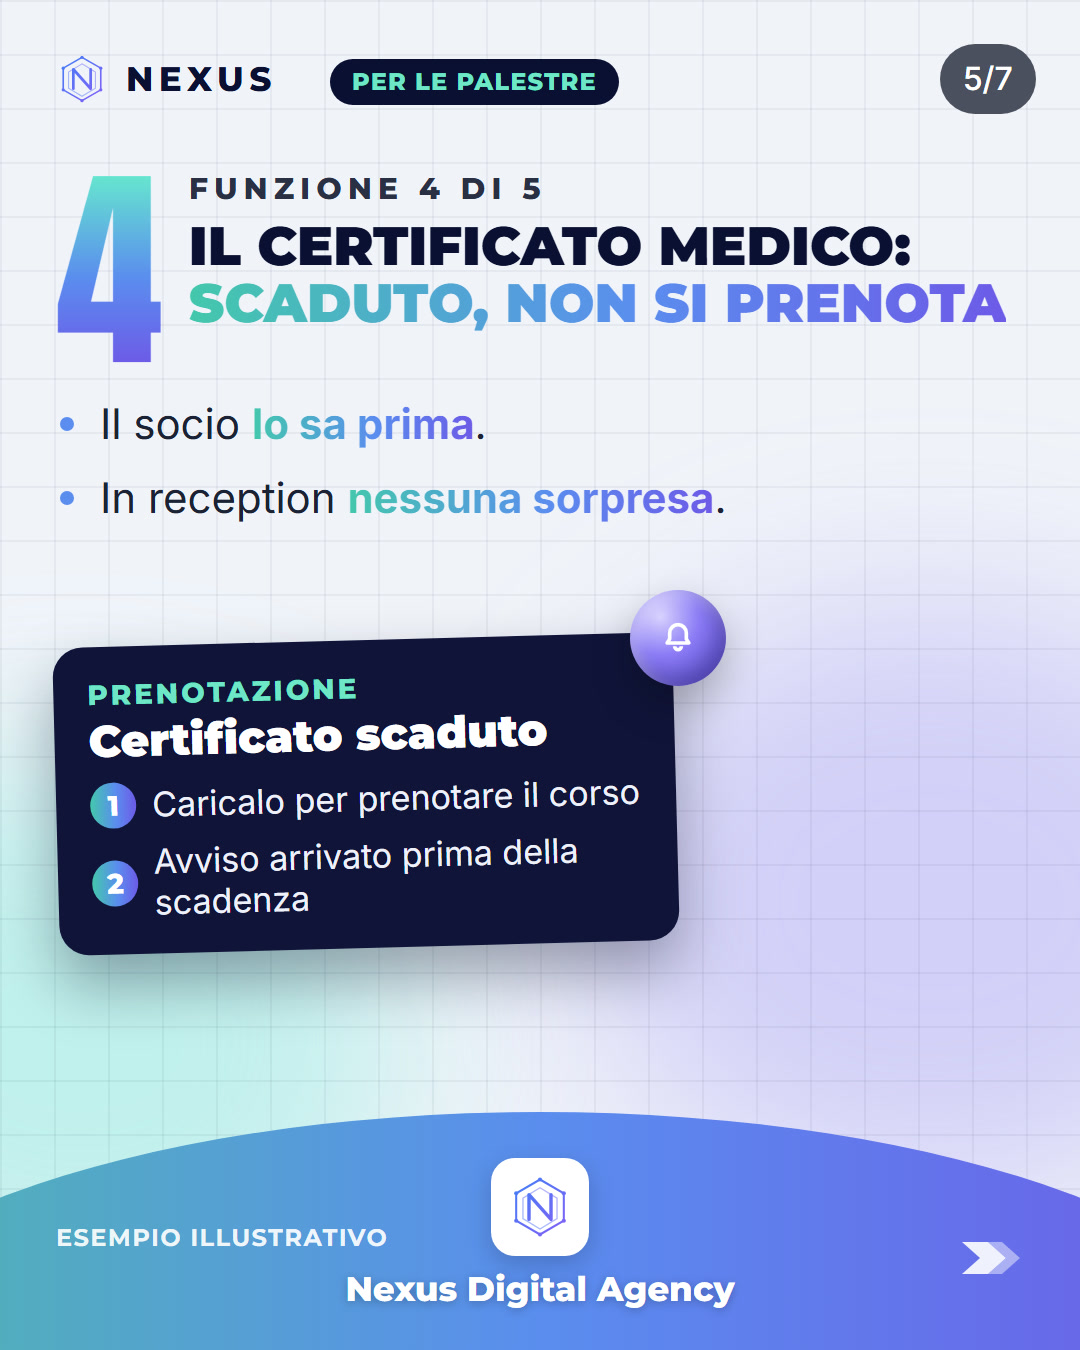 NEXUS
PER LE PALESTRE
5/7
4
FUNZIONE 4 DI 5
IL CERTIFICATO MEDICO:
SCADUTO, NON SI PRENOTA
Il socio lo sa prima.
In reception nessuna sorpresa.
PRENOTAZIONE
Certificato scaduto
1 Caricalo per prenotare il corso
2 Avviso arrivato prima della
scadenza
ESEMPIO ILLUSTRATIVO
N
Nexus Digital Agency